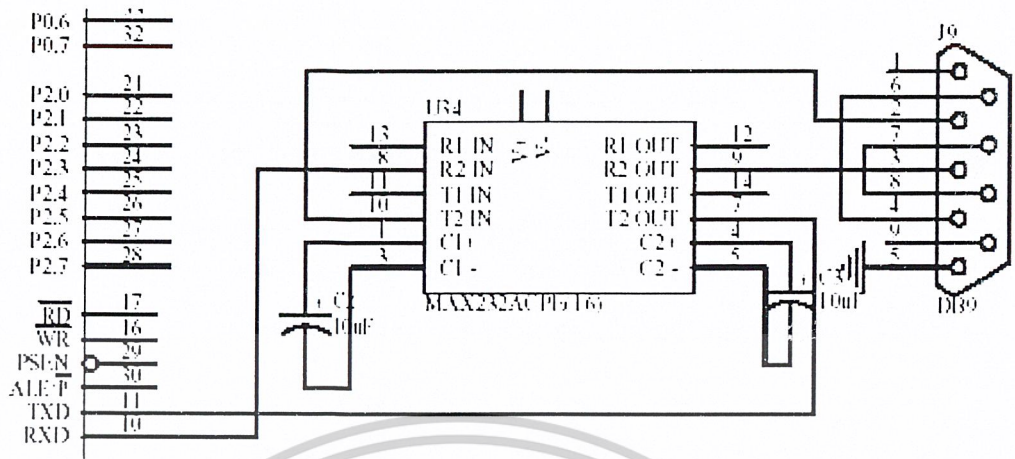 P0.6
P0.7 32
P2.0 21
P2.1 22
P2.2 23
P2.3 24
P2.4 25
P2.5 26
P2.6 27
P2.7 28
RD 17
WR 16
PSEN 29
ALE/P 30
TXD 11
RXD 10
13 R1 IN R1 OUT 12
8 R2 IN R2 OUT 9
11 T1 IN T1 OUT 14
10 T2 IN T2 OUT 7
1 C1+ C2+ 4
3 C1 - C2 - 5
V+
C2
10uF
C3
10uF
J9
1
6
7
3
8
4
9
5
DB9